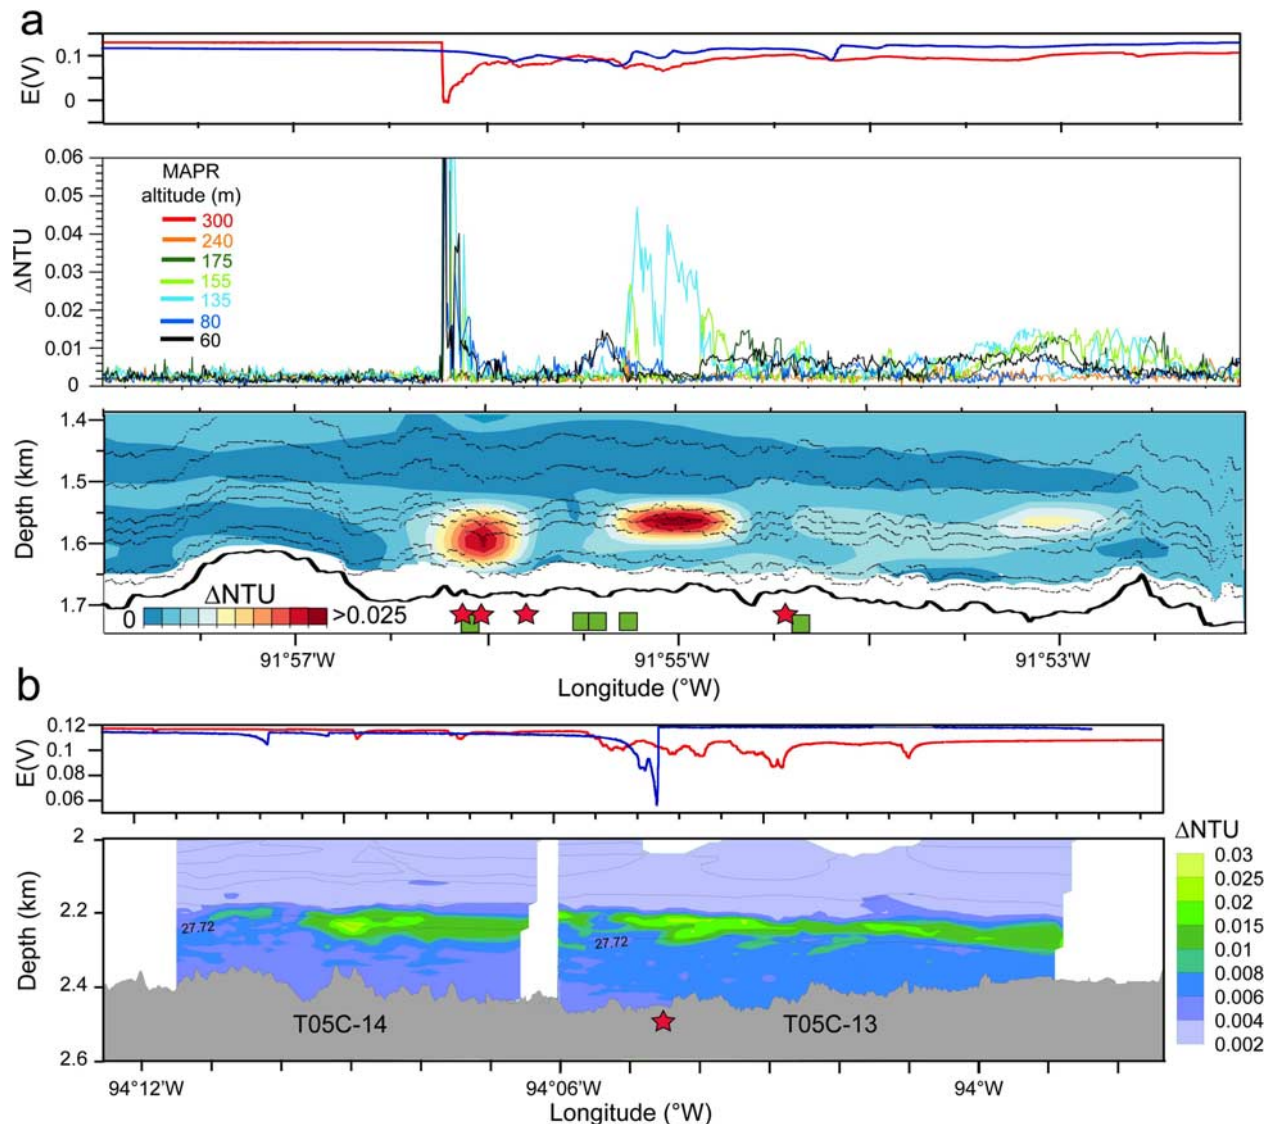 a
E(V)
0.1
0
ΔNTU
0.06
0.05
0.04
0.03
0.02
0.01
0
MAPR
altitude (m)
300
240
175
155
135
80
60
Depth (km)
1.4
1.5
1.6
1.7
ΔNTU
0 >0.025
91°57'W 91°55'W 91°53'W
Longitude (°W)
b
E(V)
0.12
0.1
0.08
0.06
Depth (km)
2
2.2
2.4
2.6
27.72
27.72
T05C-14 T05C-13
ΔNTU
0.03
0.025
0.02
0.015
0.01
0.008
0.006
0.004
0.002
94°12'W 94°06'W 94°W
Longitude (°W)